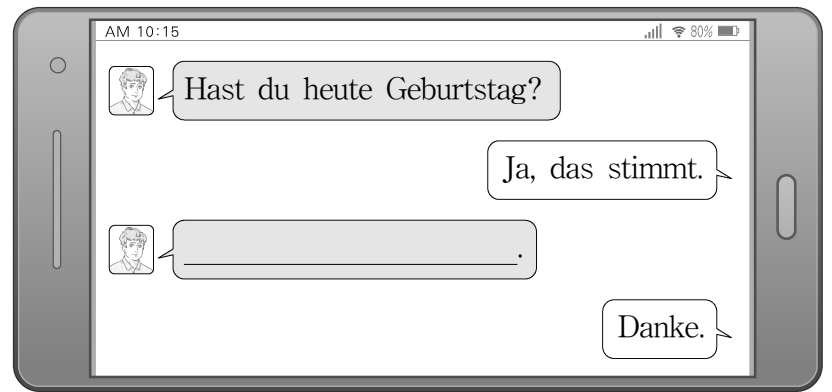 AM 10:15 80%
Hast du heute Geburtstag?
Ja, das stimmt.
.
Danke.